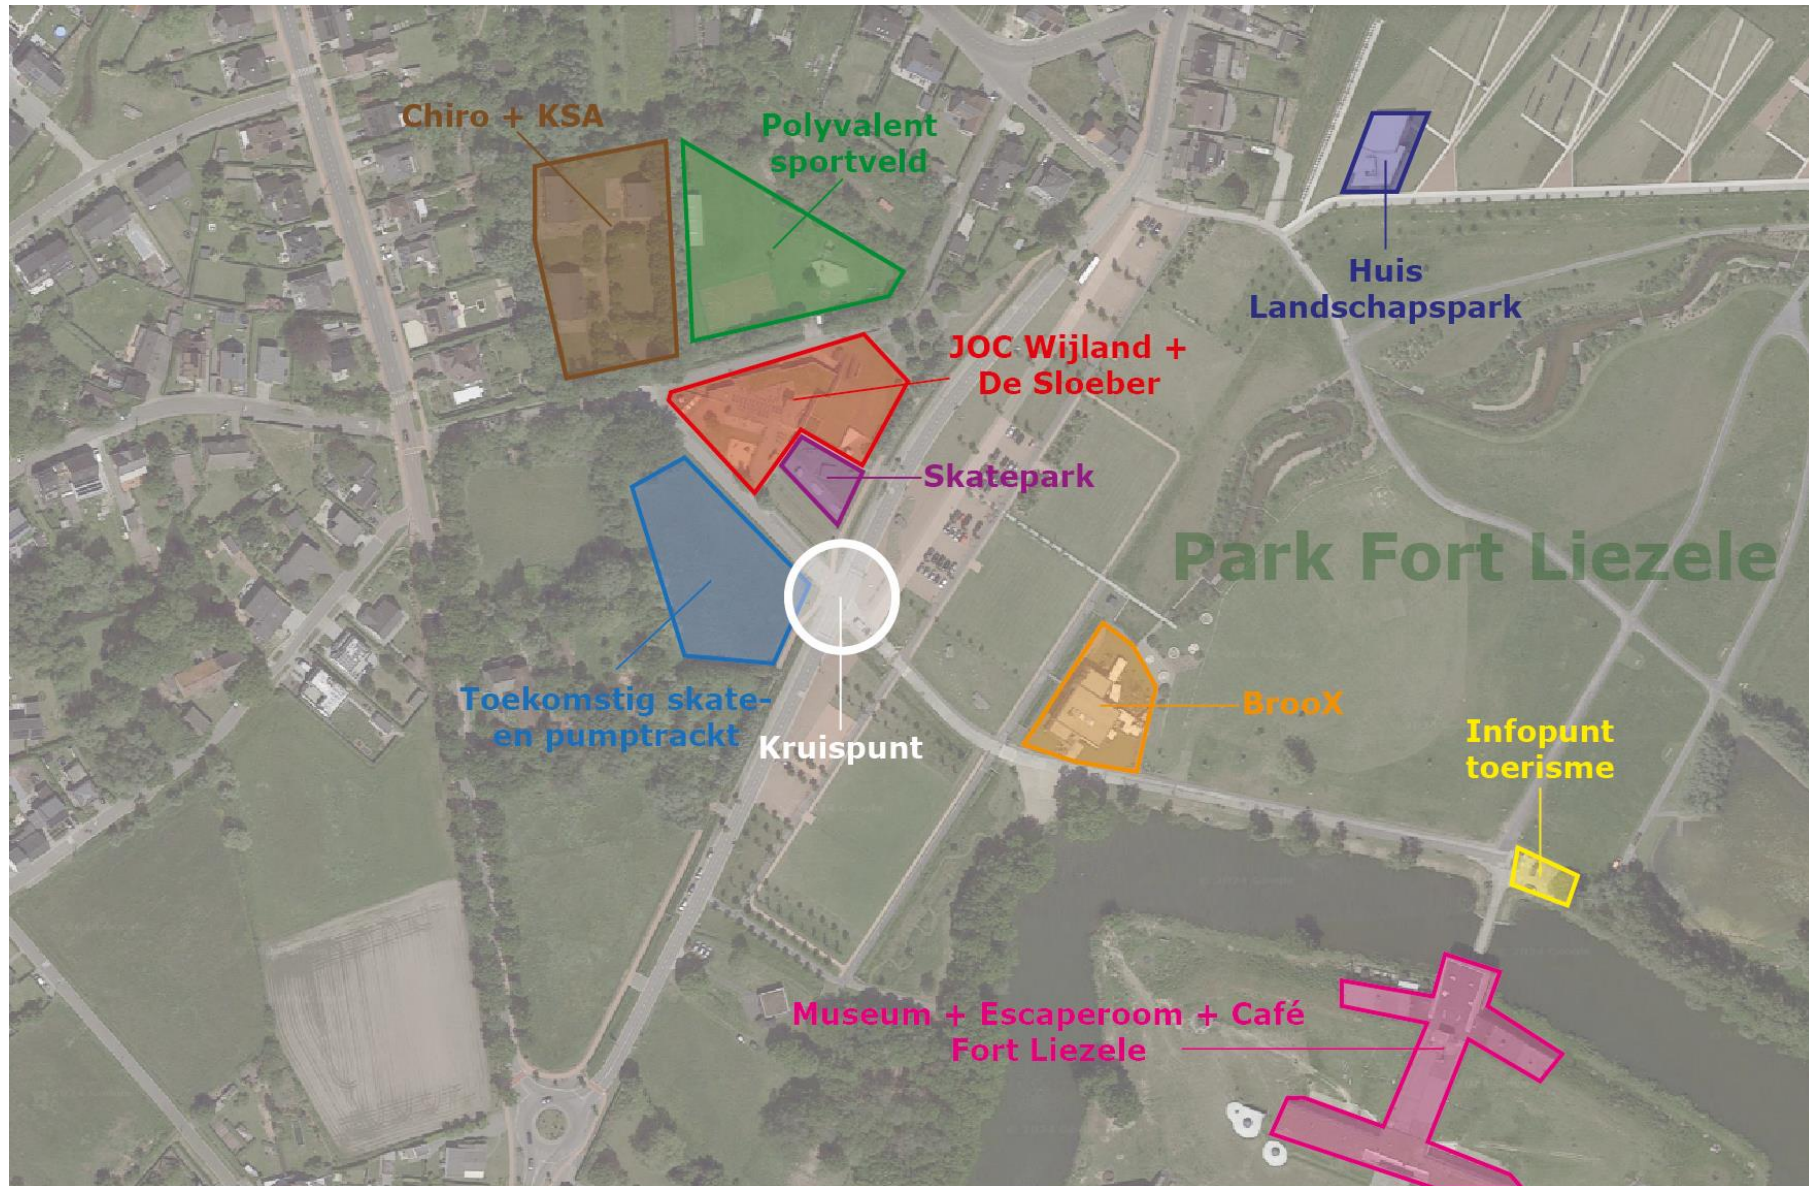 Chiro + KSA
Polyvalent
sportveld
Huis
Landschapspark
JOC Wijland +
De Sloeber
Skatepark
Park Fort Liezele
Toekomstig skate-
en pumptrackt
Kruispunt
BrooX
Infopunt
toerisme
Museum + Escaperoom + Café
Fort Liezele